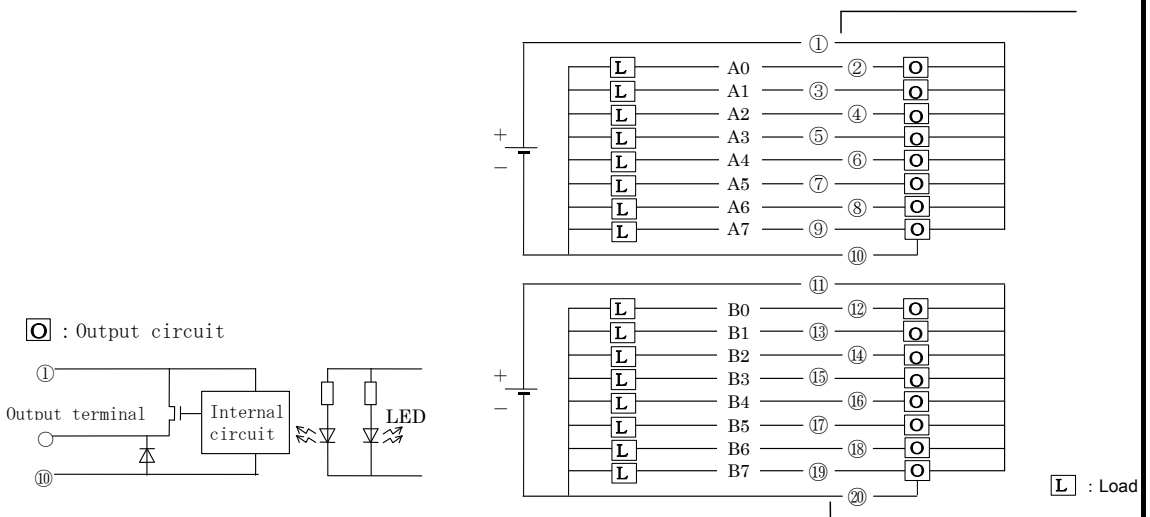 ①
L A0 ② O
L A1 ③ O
L A2 ④ O
+ L A3 ⑤ O
− L A4 ⑥ O
L A5 ⑦ O
L A6 ⑧ O
L A7 ⑨ O
⑩
⑪
L B0 ⑫ O
L B1 ⑬ O
L B2 ⑭ O
+ L B3 ⑮ O
− L B4 ⑯ O
L B5 ⑰ O
L B6 ⑱ O
L B7 ⑲ O
⑳
L : Load
O : Output circuit
①
Output terminal
Internal
circuit
LED
⑩